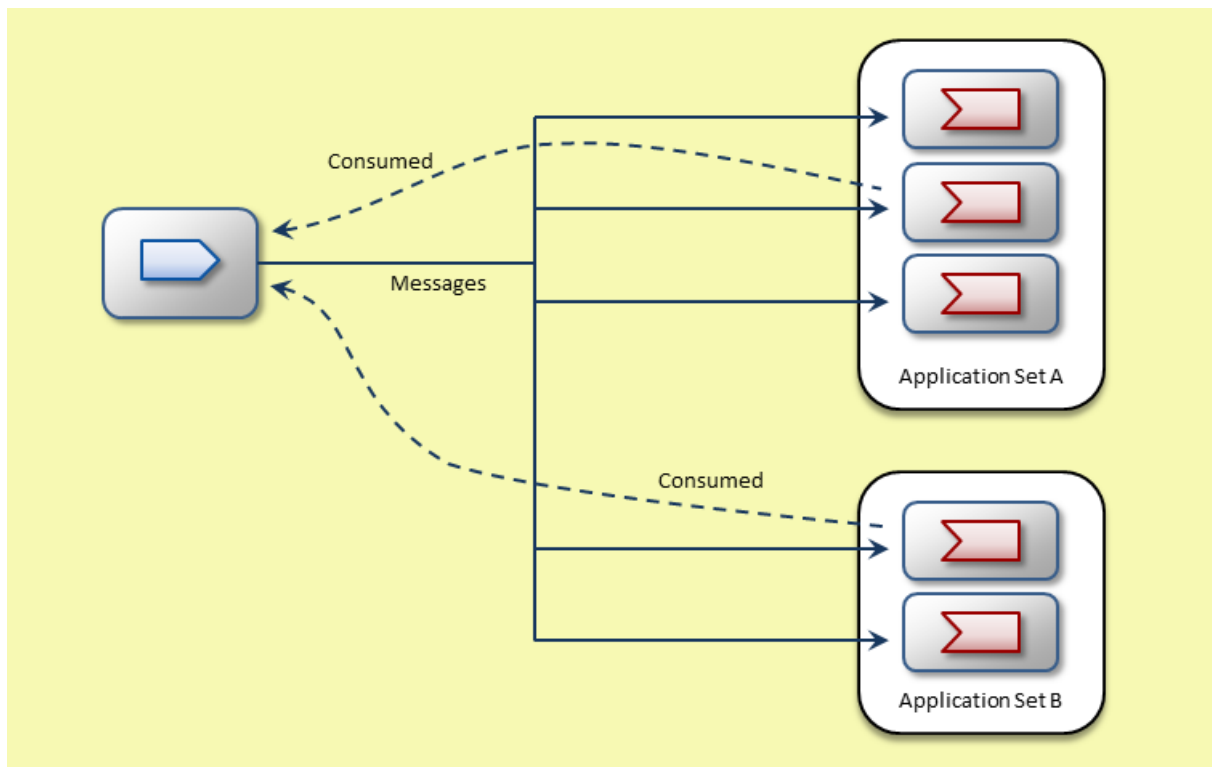 Consumed
Messages
Application Set A
Consumed
Application Set B